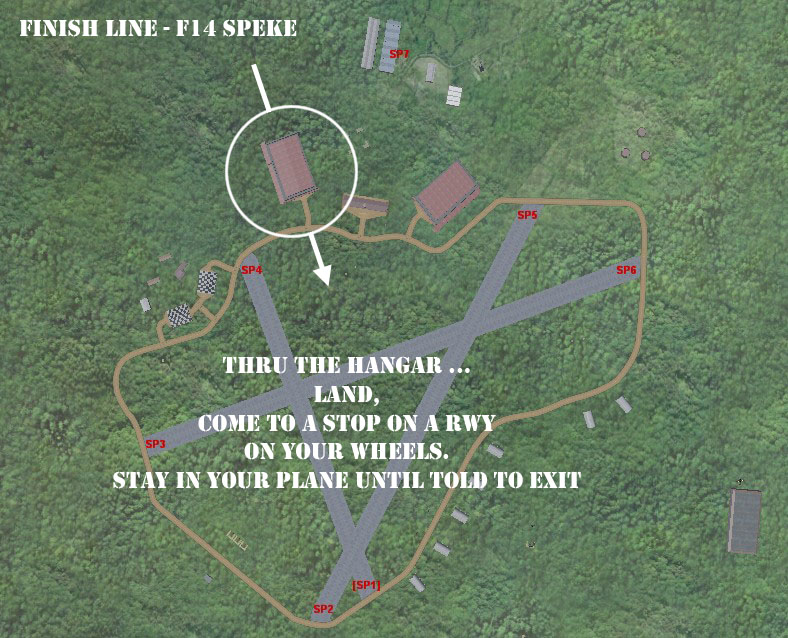 FINISH LINE - F14 SPEKE
SP7
SP5
SP4
SP6
THRU THE HANGAR ...
LAND,
COME TO A STOP ON A RWY
SP3
ON YOUR WHEELS.
STAY IN YOUR PLANE UNTIL TOLD TO EXIT
[SP1]
SP2